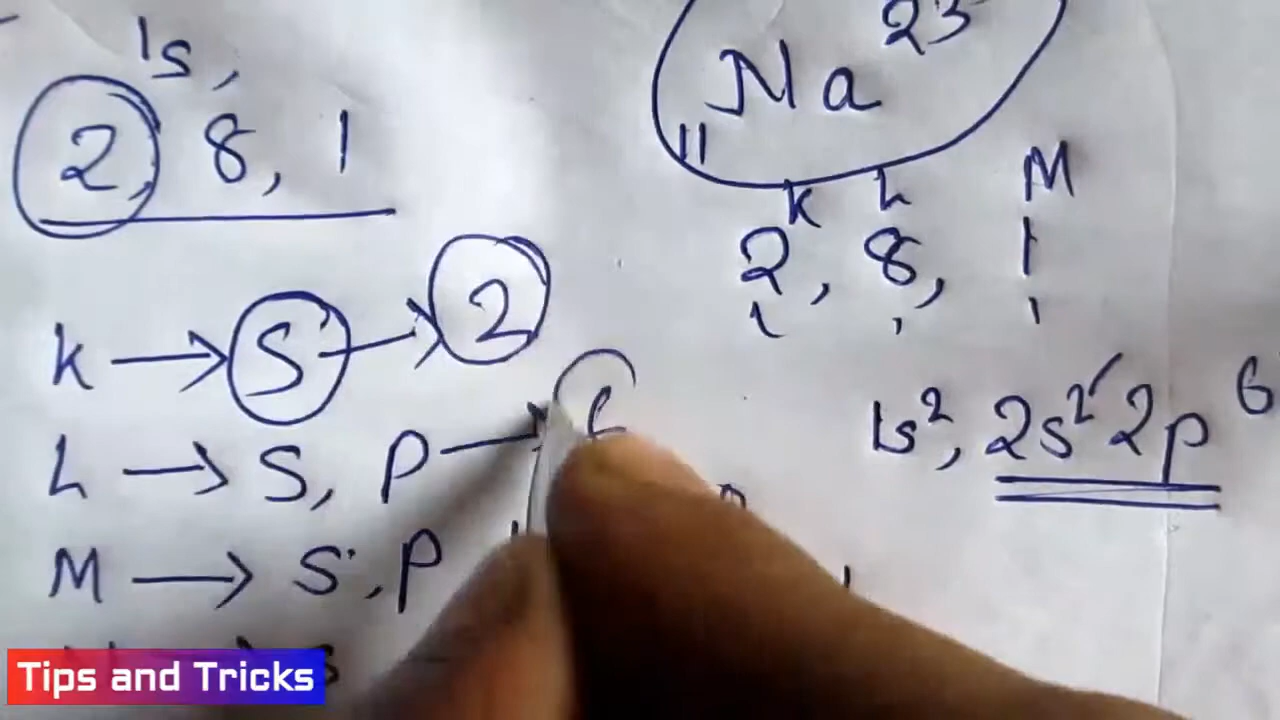 1s,
2, 8, 1
Na 23
11
K L M
2, 8, 1
K → S → 2
L → S, P → 6
1s², 2s² 2p⁶
M → S, P
Tips and Tricks